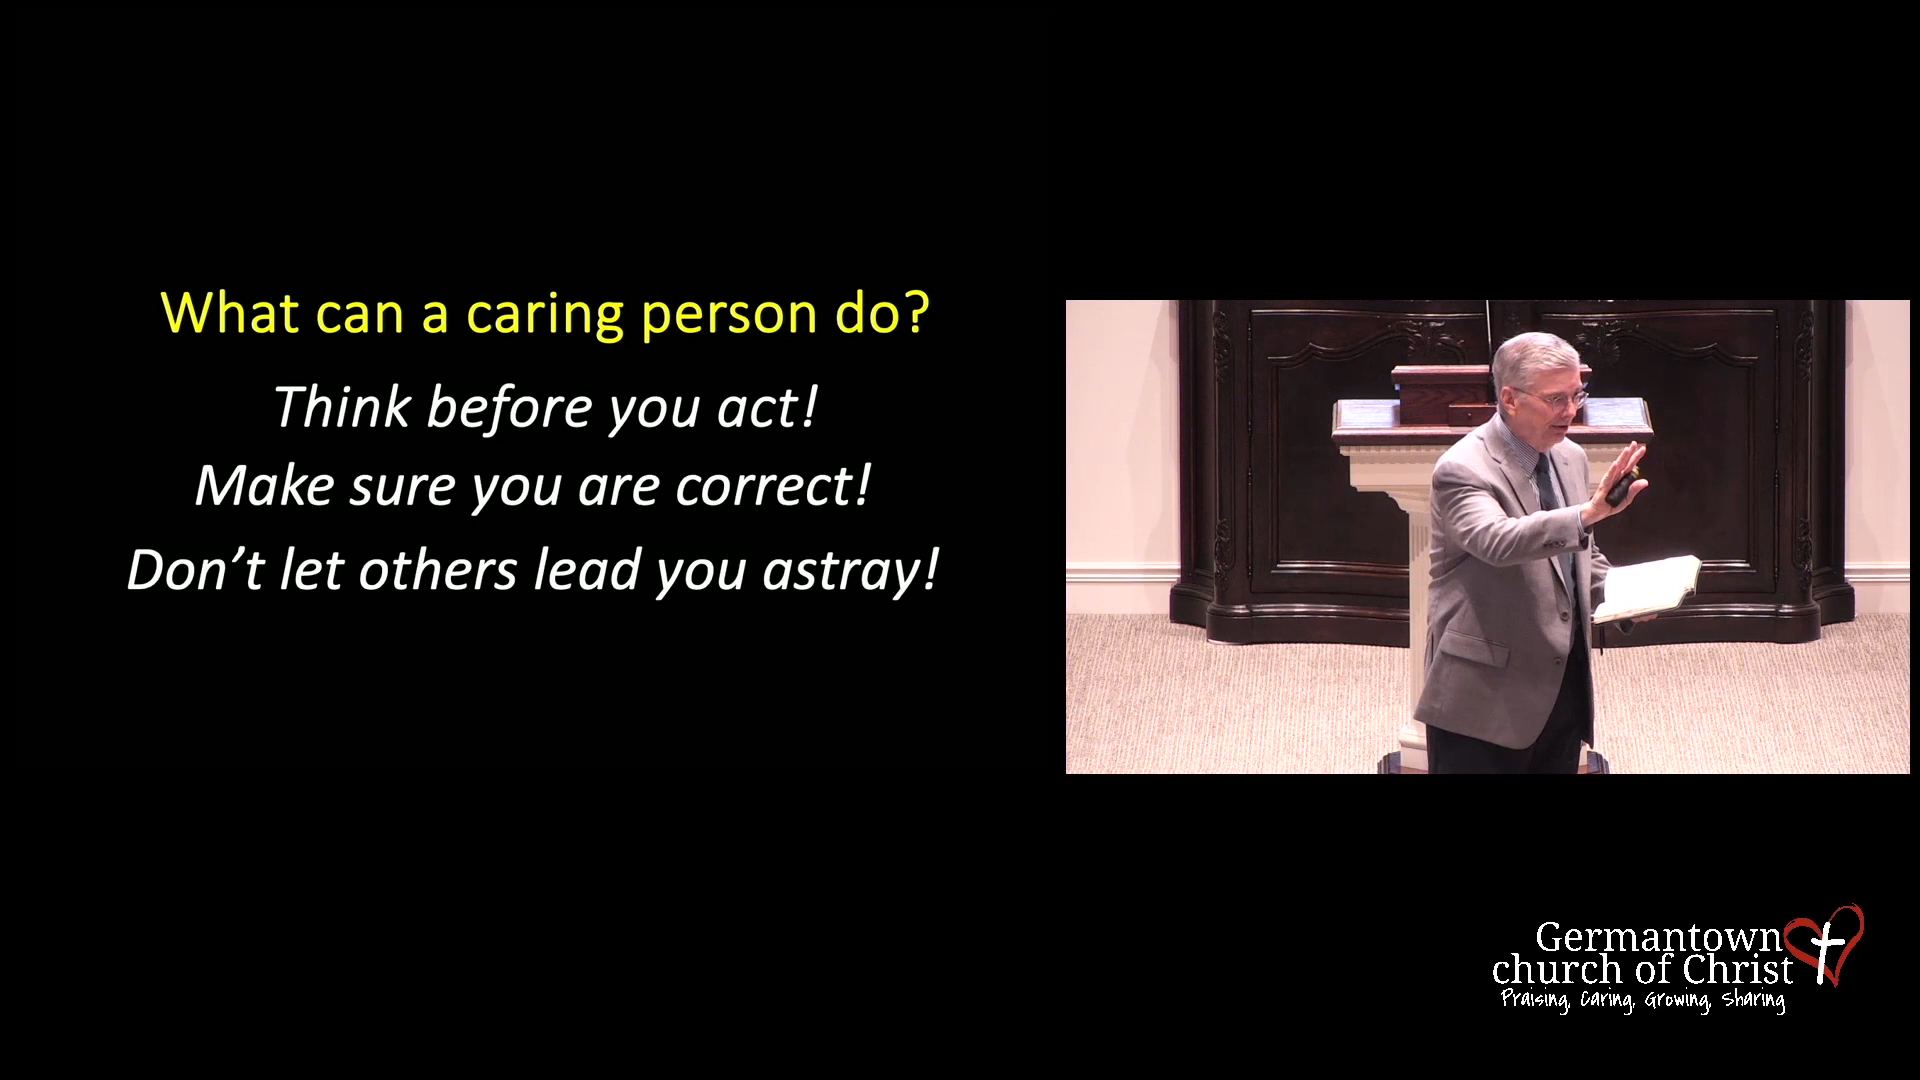 What can a caring person do?
Think before you act!
Make sure you are correct!
Don’t let others lead you astray!
Germantown
church of Christ
Praising, Caring, Growing, Sharing